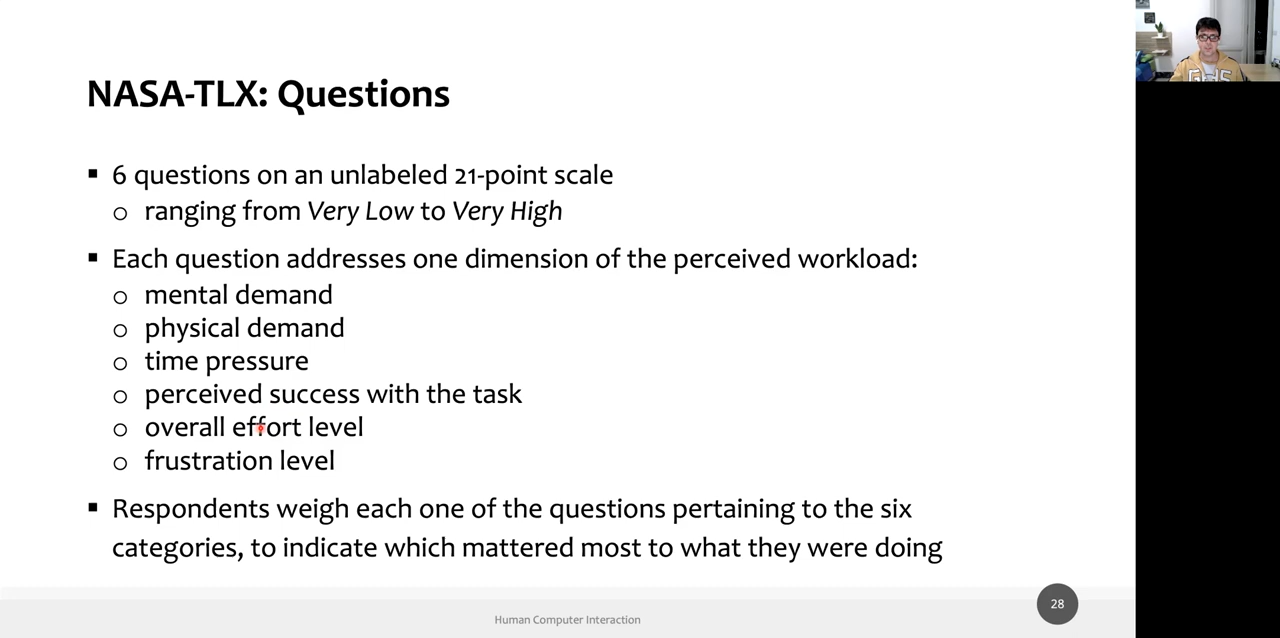 NASA-TLX: Questions
6 questions on an unlabeled 21-point scale
ranging from Very Low to Very High
Each question addresses one dimension of the perceived workload:
mental demand
physical demand
time pressure
perceived success with the task
overall effort level
frustration level
Respondents weigh each one of the questions pertaining to the six
categories, to indicate which mattered most to what they were doing
Human Computer Interaction
28